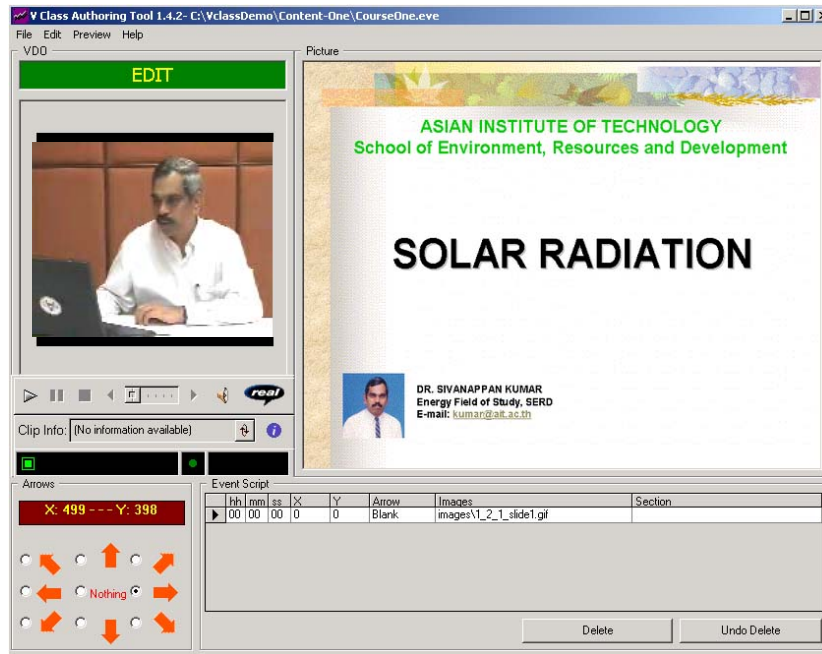 V Class Authoring Tool 1.4.2- C:\VclassDemo\Content-One\CourseOne.eve
File Edit Preview Help
VDO
EDIT
Picture
ASIAN INSTITUTE OF TECHNOLOGY
School of Environment, Resources and Development
SOLAR RADIATION
DR. SIVANAPPAN KUMAR
Energy Field of Study, SERD
E-mail: kumar@ait.ac.th
real
Clip Info: (No information available)
Arrows
X: 499 --- Y: 398
Nothing
Event Script
hh mm ss X Y Arrow Images Section
00 00 00 0 0 Blank images\1_2_1_slide1.gif
Delete Undo Delete